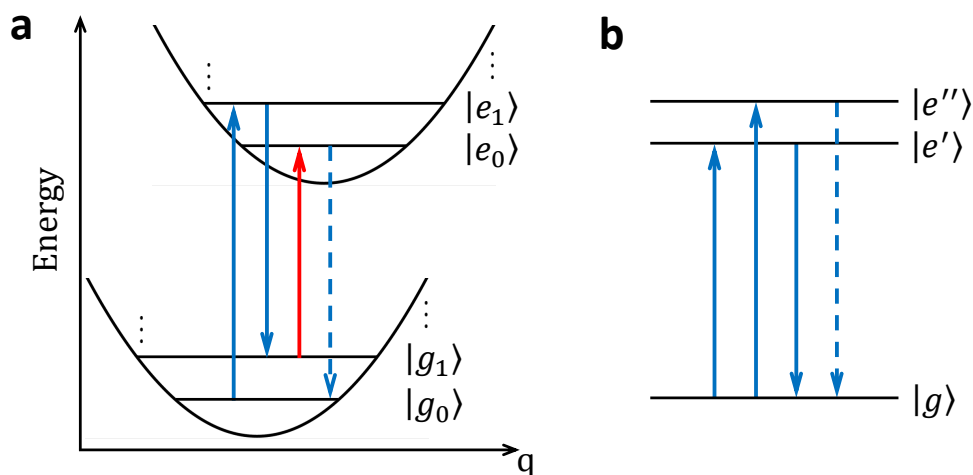 a
Energy
q
|e₁⟩
|e₀⟩
|g₁⟩
|g₀⟩
b
|e''⟩
|e'⟩
|g⟩